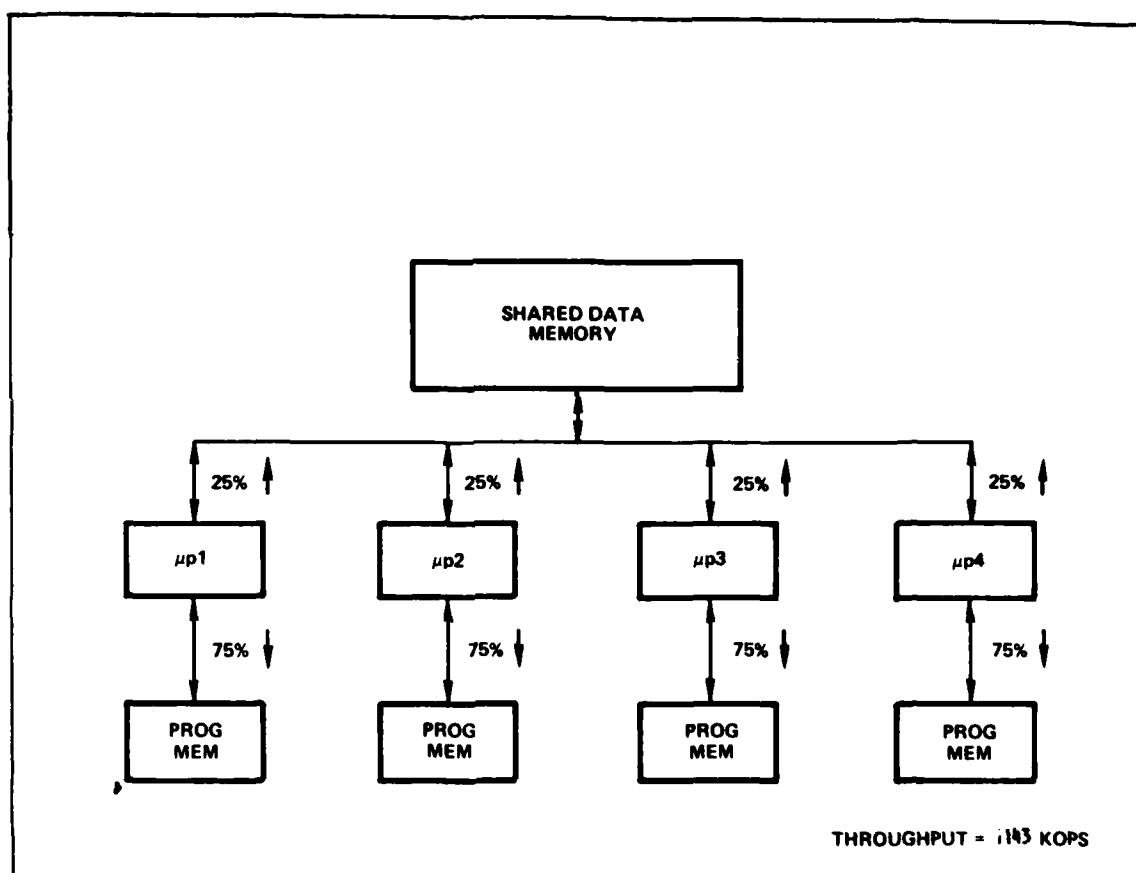 SHARED DATA
MEMORY
25%
25%
25%
25%
μp1
μp2
μp3
μp4
75%
75%
75%
75%
PROG
MEM
PROG
MEM
PROG
MEM
PROG
MEM
THROUGHPUT = KOPS